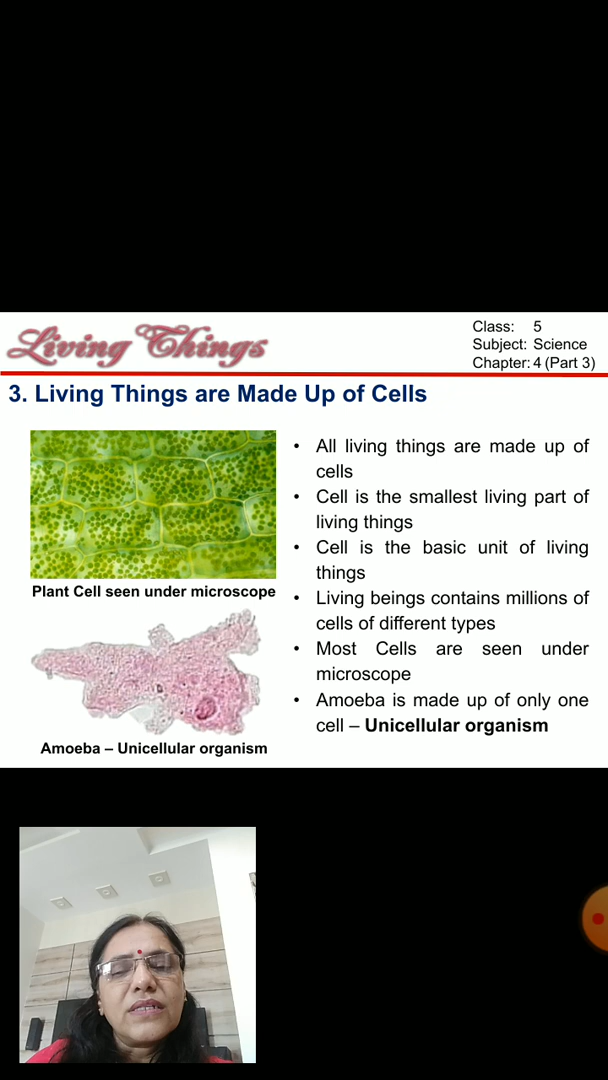 Living Things
Class: 5
Subject: Science
Chapter: 4 (Part 3)
3. Living Things are Made Up of Cells
Plant Cell seen under microscope
Amoeba – Unicellular organism
• All living things are made up of
cells
• Cell is the smallest living part of
living things
• Cell is the basic unit of living
things
• Living beings contains millions of
cells of different types
• Most Cells are seen under
microscope
• Amoeba is made up of only one
cell – Unicellular organism